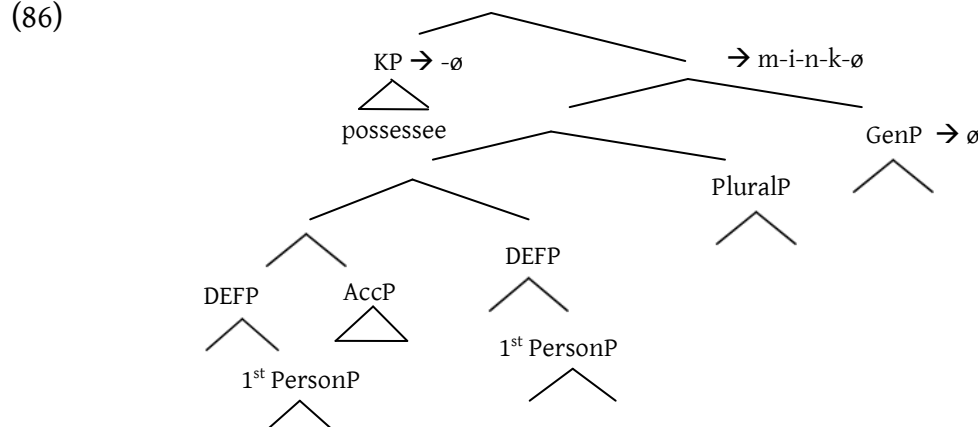 (86)
KP → -ø → m-i-n-k-ø
possessee
GenP → ø
PluralP
DEFP
DEFP AccP
1st PersonP
1st PersonP